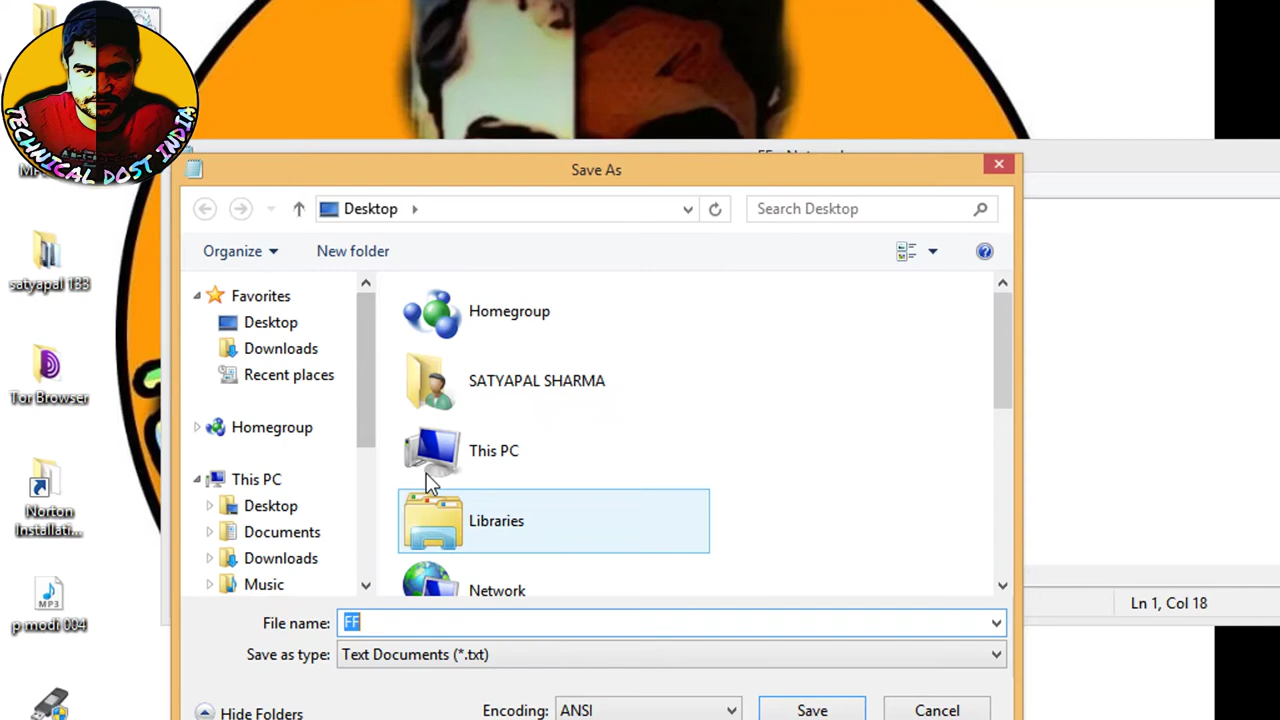 TECHNICAL DOST INDIA
Save As
Desktop
Search Desktop
Organize
New folder
Favorites
Desktop
Downloads
Recent places
Homegroup
This PC
Desktop
Documents
Downloads
Music
Homegroup
SATYAPAL SHARMA
This PC
Libraries
Network
File name:
FF
Save as type:
Text Documents (*.txt)
Hide Folders
Encoding:
ANSI
Save
Cancel
Ln 1, Col 18
satyapal 133
Tor Browser
Norton
Installati...
MP3
p modi 004